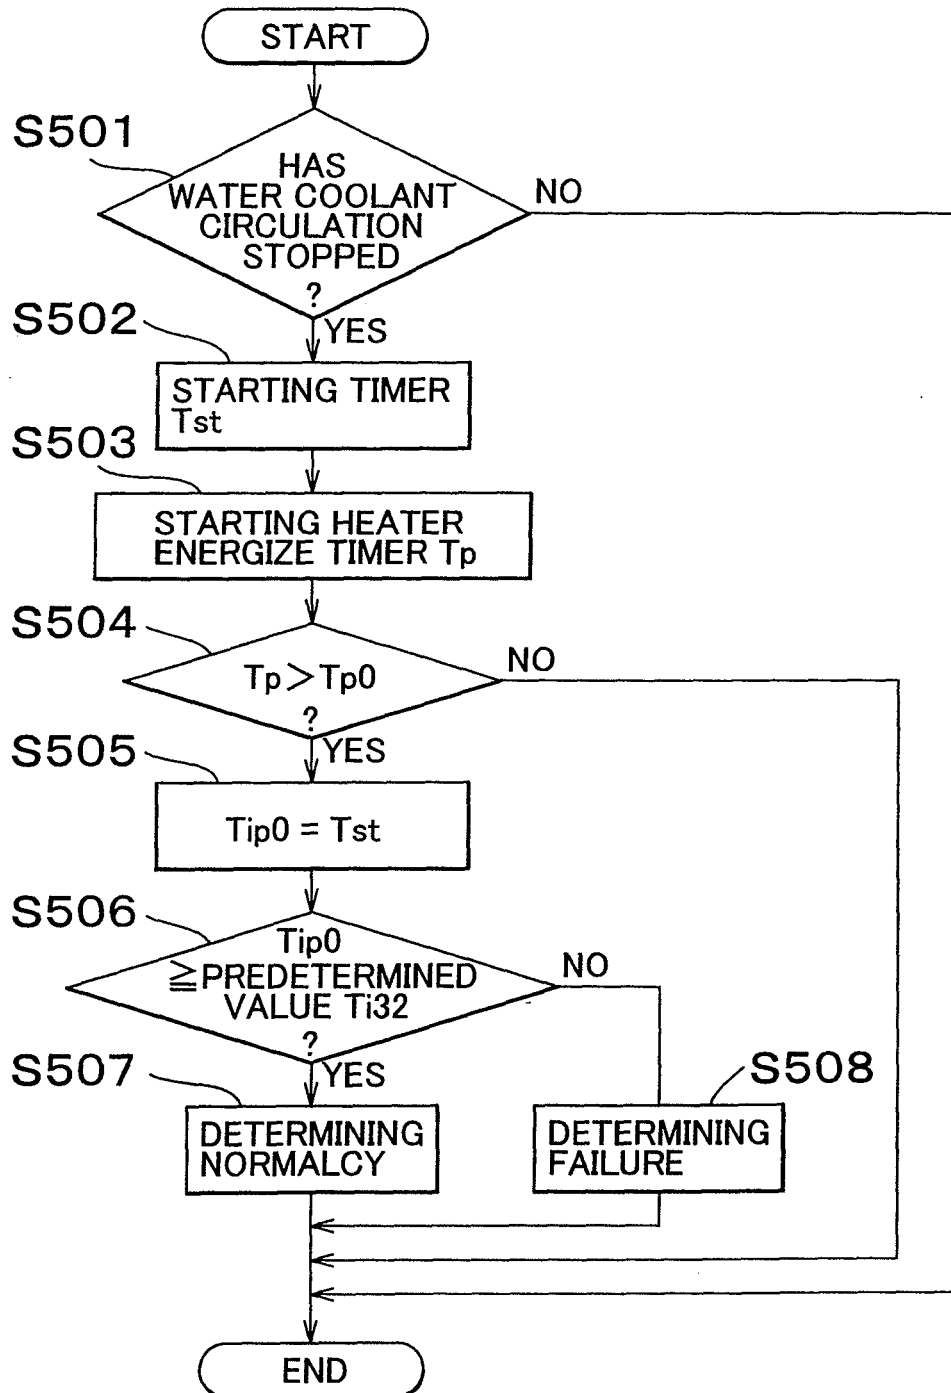 START
S501
HAS
WATER COOLANT
CIRCULATION
STOPPED
?
NO
YES
S502
STARTING TIMER
Tst
S503
STARTING HEATER
ENERGIZE TIMER Tp
S504
Tp＞Tp0
?
NO
YES
S505
Tip0 = Tst
S506
Tip0
≧PREDETERMINED
VALUE Ti32
?
NO
YES
S507
DETERMINING
NORMALCY
S508
DETERMINING
FAILURE
END